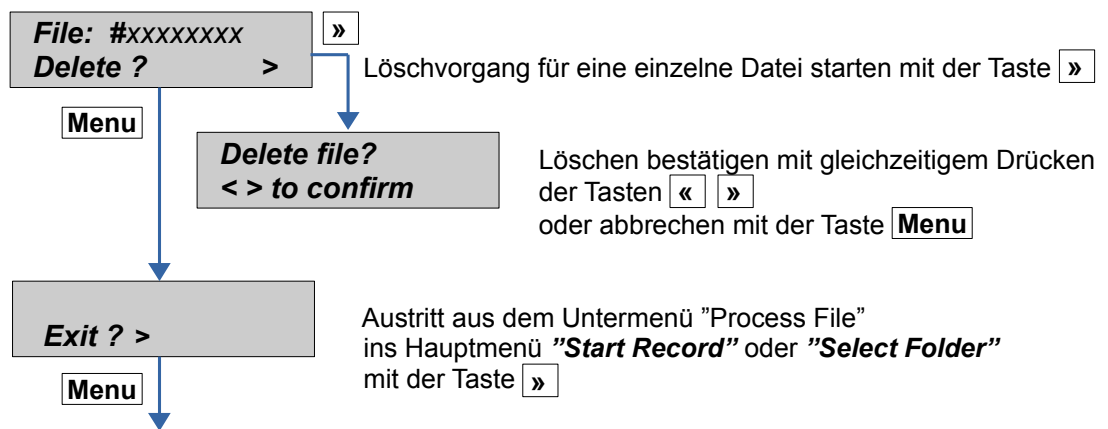 File: #xxxxxxxx
Delete ? >
»
Löschvorgang für eine einzelne Datei starten mit der Taste »
Menu
Delete file?
< > to confirm
Löschen bestätigen mit gleichzeitigem Drücken
der Tasten « »
oder abbrechen mit der Taste Menu
Exit ? >
Austritt aus dem Untermenü ”Process File”
ins Hauptmenü ”Start Record” oder ”Select Folder”
mit der Taste »
Menu